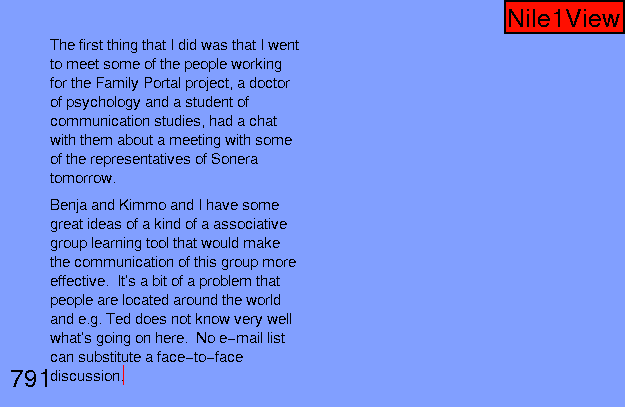 Nile1View
The first thing that I did was that I went
to meet some of the people working
for the Family Portal project, a doctor
of psychology and a student of
communication studies, had a chat
with them about a meeting with some
of the representatives of Sonera
tomorrow.
Benja and Kimmo and I have some
great ideas of a kind of a associative
group learning tool that would make
the communication of this group more
effective.  It's a bit of a problem that
people are located around the world
and e.g. Ted does not know very well
what's going on here.  No e−mail list
can substitute a face−to−face
discussion.
791